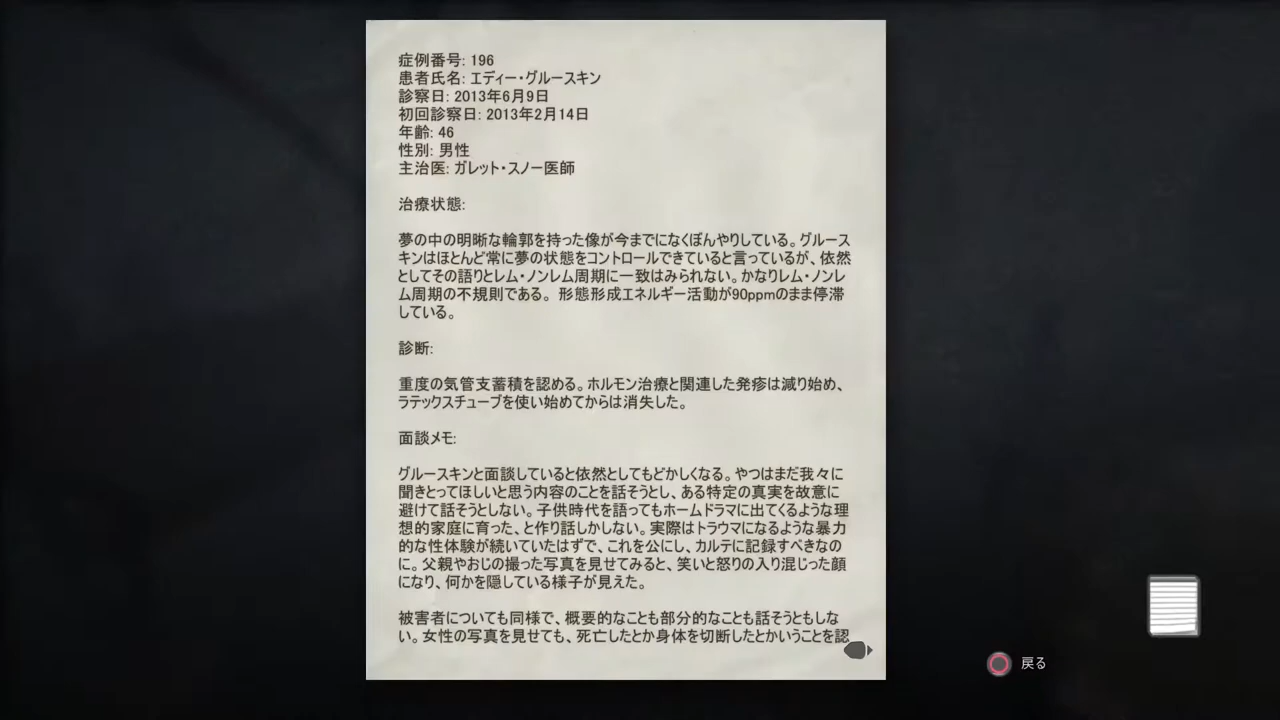 症例番号: 196
患者氏名: エディー・グルースキン
診察日: 2013年6月9日
初回診察日: 2013年2月14日
年齢: 46
性別: 男性
主治医: ガレット・スノー医師
治療状態:
夢の中の明晰な輪郭を持った像が今までになくぼんやりしている。グルース
キンはほとんど常に夢の状態をコントロールできていると言っているが、依然
としてその語りとレム・ノンレム周期に一致はみられない。かなりレム・ノンレ
ム周期の不規則である。 形態形成エネルギー活動が90ppmのまま停滞
している。
診断:
重度の気管支蓄積を認める。ホルモン治療と関連した発疹は減り始め、
ラテックスチューブを使い始めてからは消失した。
面談メモ:
グルースキンと面談していると依然としてもどかしくなる。やつはまだ我々に
聞きとってほしいと思う内容のことを話そうとし、ある特定の真実を故意に
避けて話そうとしない。子供時代を語ってもホームドラマに出てくるような理
想的家庭に育った、と作り話しかしない。実際はトラウマになるような暴力
的な性体験が続いていたはずで、これを公にし、カルテに記録すべきなの
に。父親やおじの撮った写真を見せてみると、笑いと怒りの入り混じった顔
になり、何かを隠している様子が見えた。
被害者についても同様で、概要的なことも部分的なことも話そうともしな
い。女性の写真を見せても、死亡したとか身体を切断したとかいうことを認
戻る